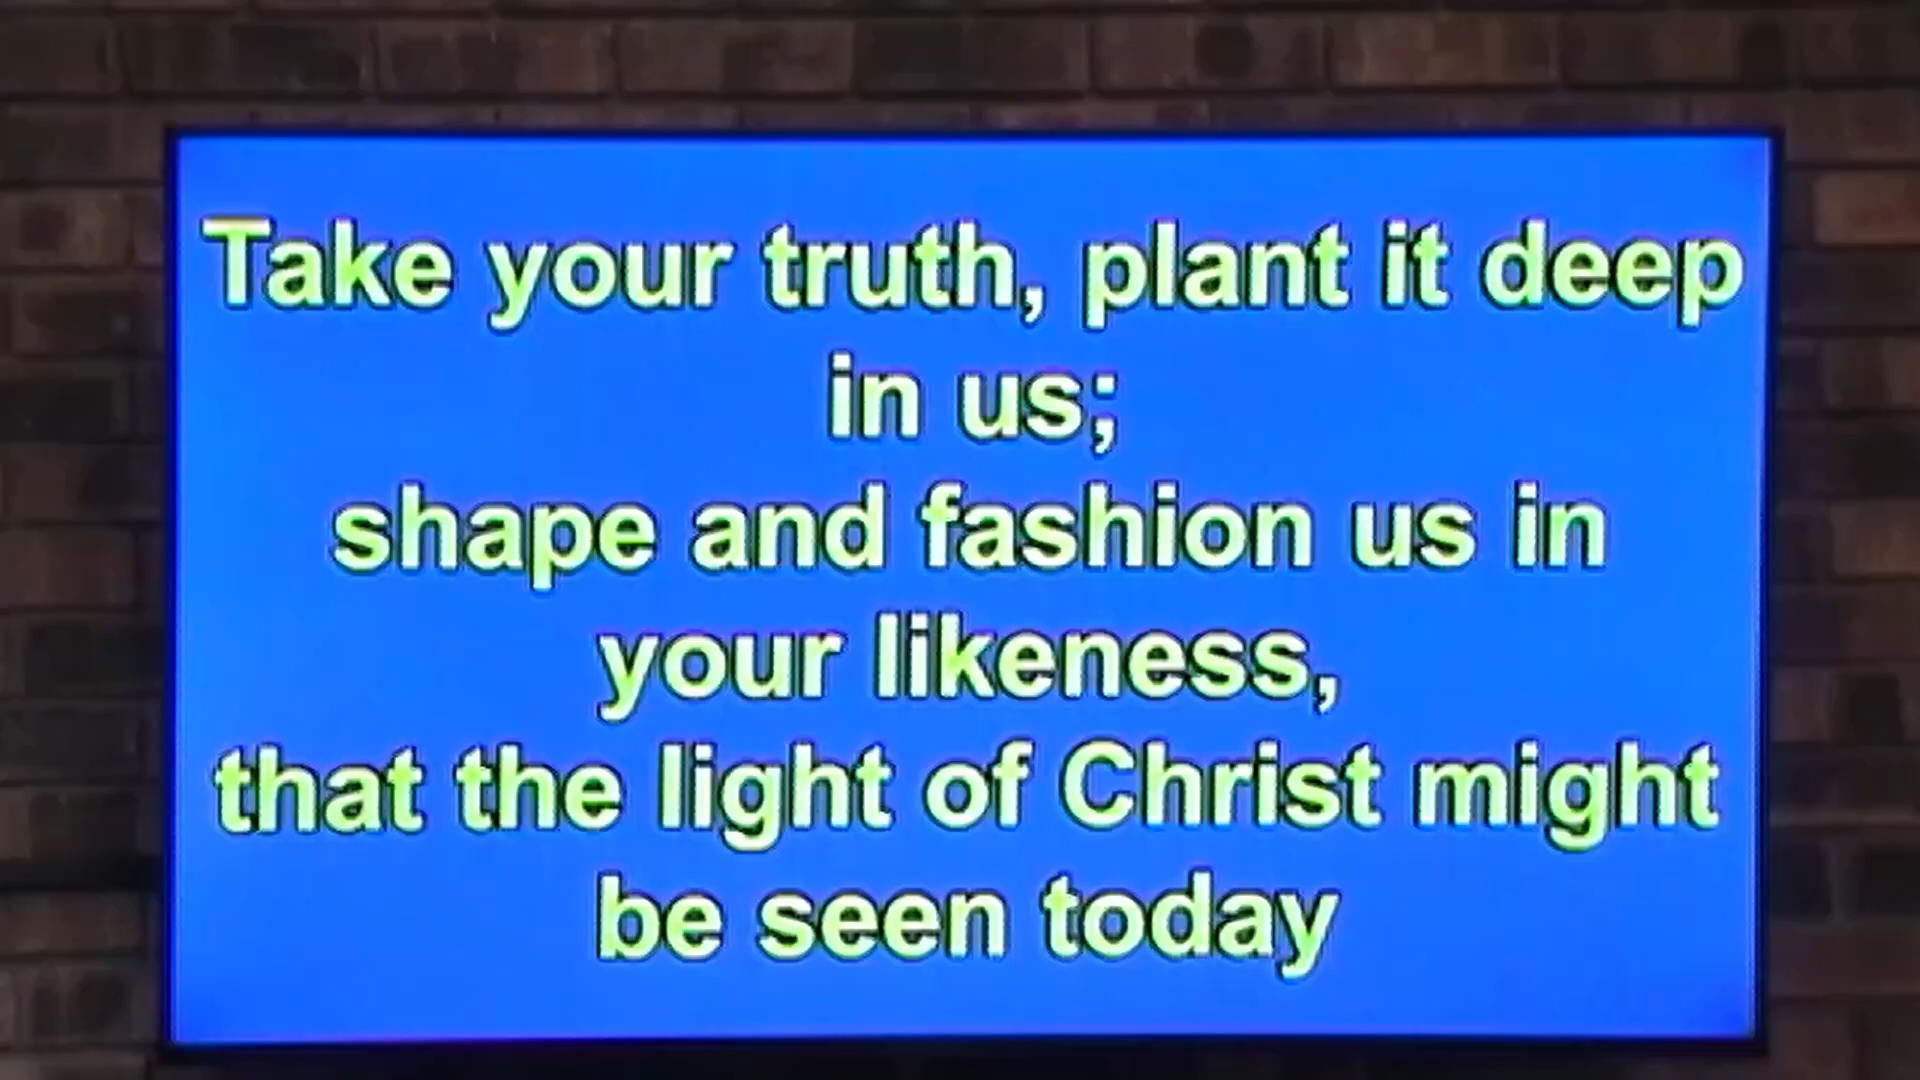 Take your truth, plant it deep
in us;
shape and fashion us in
your likeness,
that the light of Christ might
be seen today